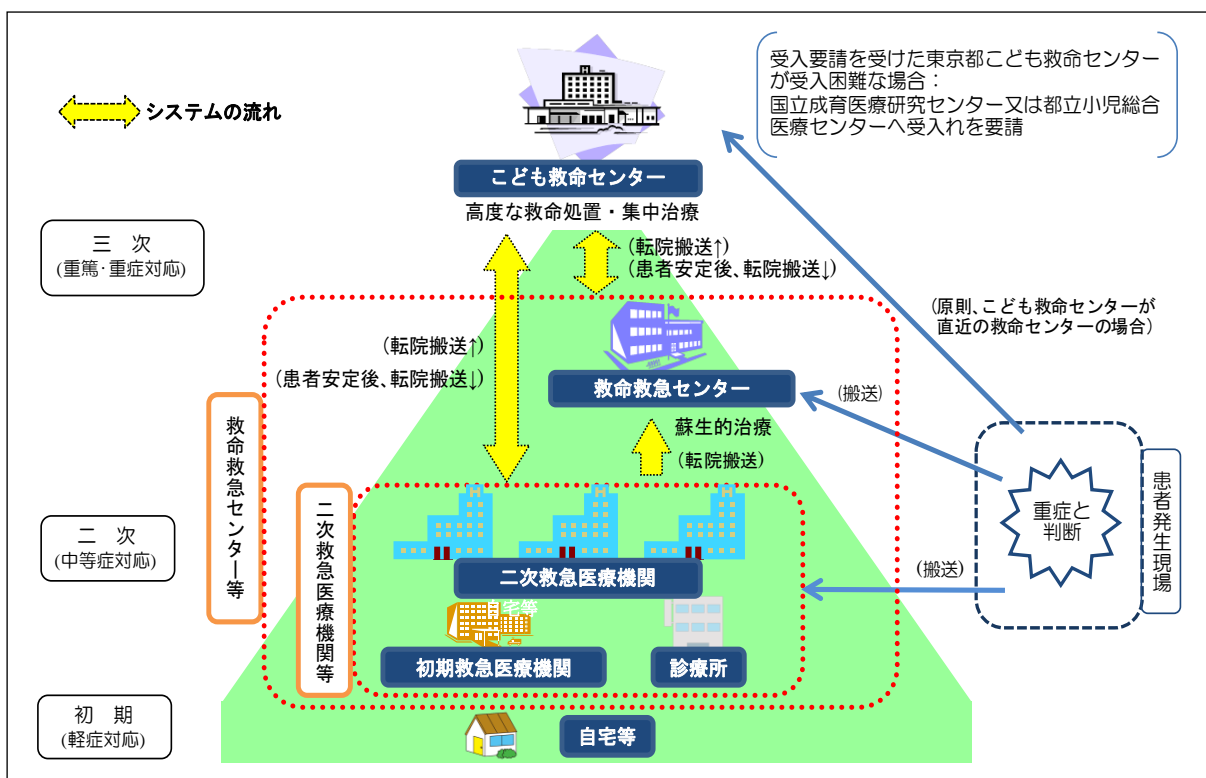 受入要請を受けた東京都こども救命センター
が受入困難な場合：
国立成育医療研究センター又は都立小児総合
医療センターへ受入れを要請
システムの流れ
H
こども救命センター
高度な救命処置・集中治療
三　次
(重篤・重症対応)
(転院搬送↑)
(患者安定後、転院搬送↓)
(原則、こども救命センターが
直近の救命センターの場合)
(転院搬送↑)
(患者安定後、転院搬送↓)
救命救急センター
(搬送)
救命救急センター等
蘇生的治療
(転院搬送)
二次救急医療機関等
H
H
H
二　次
(中等症対応)
重症と
判断
患者発生現場
二次救急医療機関
(搬送)
自宅等
初期救急医療機関
診療所
初　期
(軽症対応)
自宅等